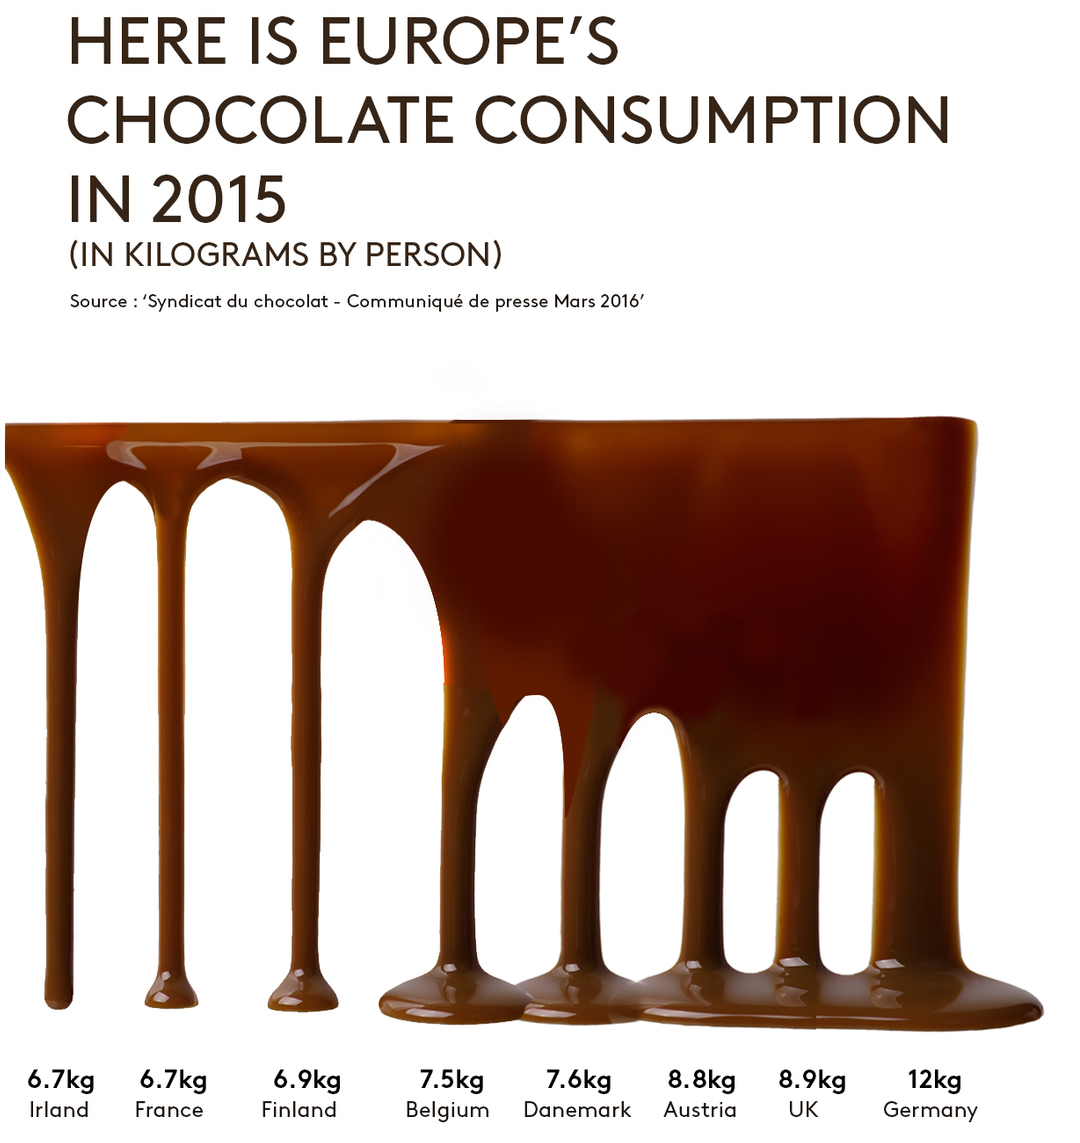 HERE IS EUROPE’S
CHOCOLATE CONSUMPTION
IN 2015
(IN KILOGRAMS BY PERSON)
Source : ‘Syndicat du chocolat - Communiqué de presse Mars 2016’
6.7kg 6.7kg 6.9kg 7.5kg 7.6kg 8.8kg 8.9kg 12kg
Irland France Finland Belgium Danemark Austria UK Germany